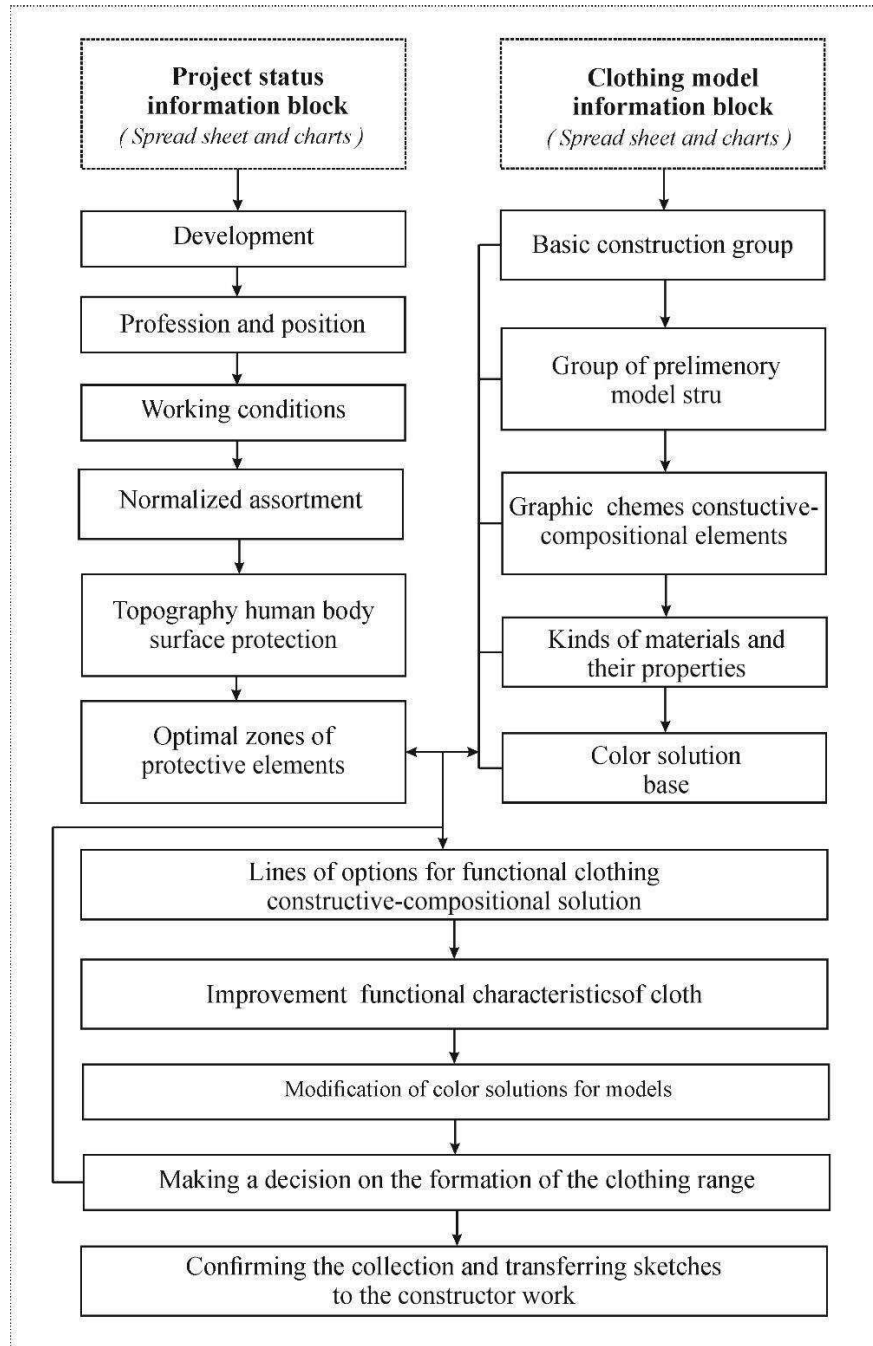 Project status
information block
( Spread sheet and charts )
Development
Profession and position
Working conditions
Normalized assortment
Topography human body
surface protection
Optimal zones of
protective elements
Clothing model
information block
( Spread sheet and charts )
Basic construction group
Group of prelimenory
model stru
Graphic chemes constuctive-
compositional elements
Kinds of materials and
their properties
Color solution
base
Lines of options for functional clothing
constructive-compositional solution
Improvement functional characteristicsof cloth
Modification of color solutions for models
Making a decision on the formation of the clothing range
Confirming the collection and transferring sketches
to the constructor work